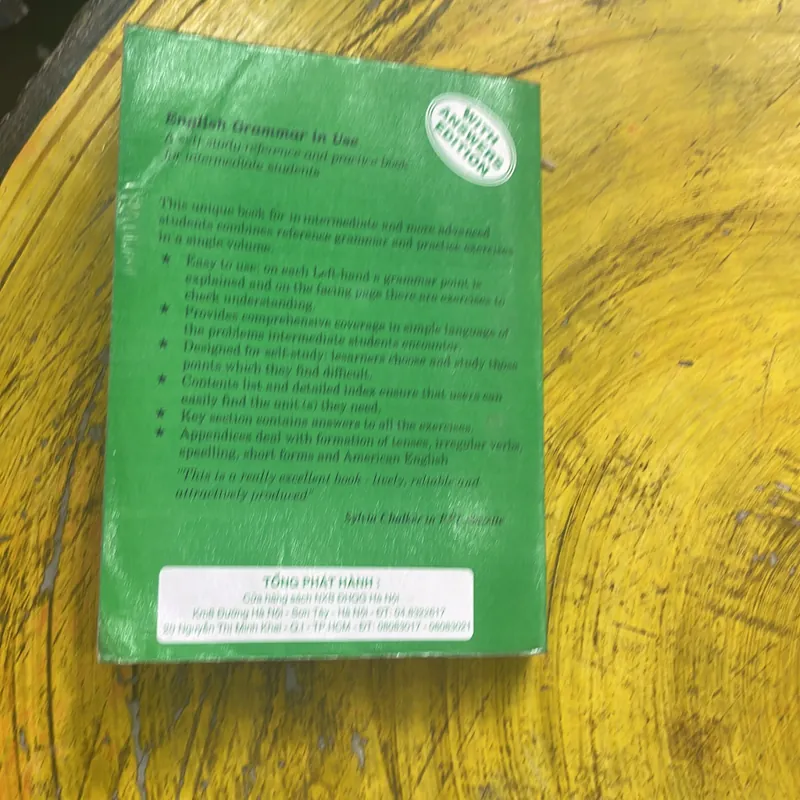 English Grammar in Use
A self-study reference and practice book
for intermediate students
WITH
ANSWERS
EDITION
This unique book for in intermediate and more advanced
students combines reference grammar and practice exercises
in a single volume.
★ Easy to use: on each Left-hand a grammar point is
explained and on the facing page there are exercises to
check understanding.
★ Provides comprehensive coverage in simple language of
the problems intermediate students encounter.
★ Designed for self-study: learners choose and study those
points which they find difficult.
★ Contents list and detailed index ensure that users can
easily find the unit (s) they need.
★ Key section contains answers to all the exercises.
★ Appendices deal with formation of tenses, irregular verbs,
spselling, short forms and American English
"This is a really excellent book - lively, reliable and
attractively produced"
Sylvia Chalker in EFL gazette
TỔNG PHÁT HÀNH :
Cửa hàng sách NXB ĐHQG Hà Nội
Km8 Đường Hà Nội - Sơn Tây - Hà Nội - ĐT: 04.8322617
Nguyễn Thị Minh Khai - Q.I - TP HCM - ĐT: 08083017 - 08083021